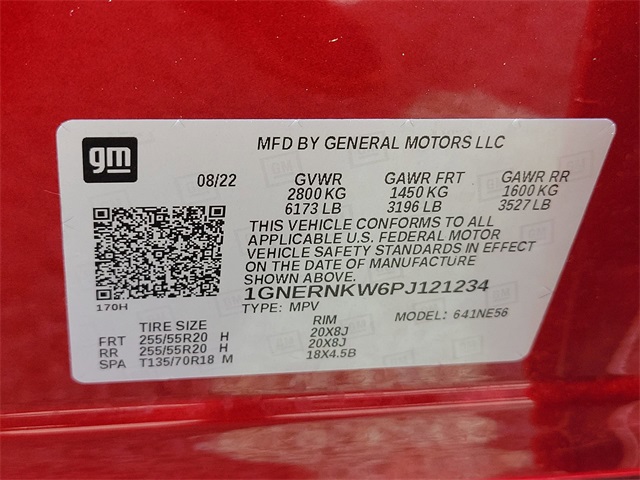 gm
MFD BY GENERAL MOTORS LLC
08/22 GVWR GAWR FRT GAWR RR
2800 KG 1450 KG 1600 KG
6173 LB 3196 LB 3527 LB
THIS VEHICLE CONFORMS TO ALL
APPLICABLE U.S. FEDERAL MOTOR
VEHICLE SAFETY STANDARDS IN EFFECT
ON THE DATE OF MANUFACTURE
SHOWN ABOVE.
1GNERNKW6PJ121234
170H
TYPE: MPV MODEL: 641NE56
TIRE SIZE RIM
FRT 255/55R20 H 20X8J
RR 255/55R20 H 20X8J
SPA T135/70R18 M 18X4.5B